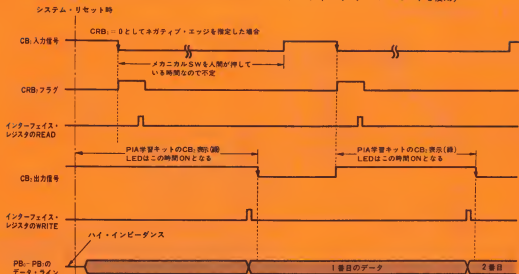 システム・リセット時
CRB₁=0としてネガティブ・エッジを指定した場合
CB₁入力信号
メカニカルSWを人間が押して
いる時間なので不定
CRB₇フラグ
インターフェイス・
レジスタのREAD
PIA学習キットのCB₂表示(緑)
LEDはこの時間ONとなる
PIA学習キットのCB₂表示(緑)
LEDはこの時間ONとなる
CB₂出力信号
インターフェイス・
レジスタのWRITE
ハイ・インピーダンス
PB₀-PB₇の
データ・ライン
1番目のデータ
2番目